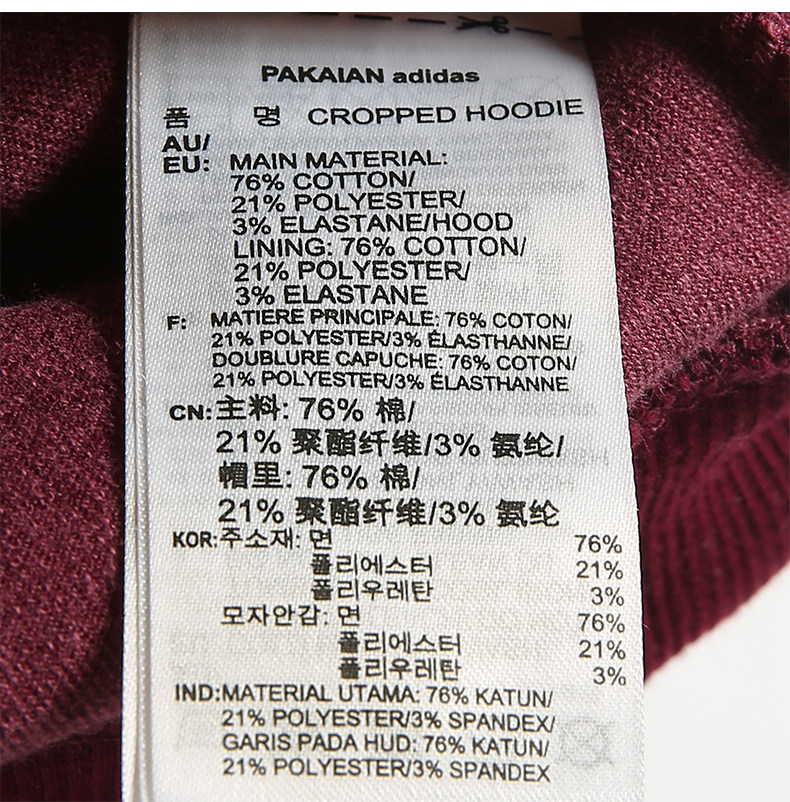 PAKAIAN adidas
폼 명 CROPPED HOODIE
AU/
EU: MAIN MATERIAL:
76% COTTON/
21% POLYESTER/
3% ELASTANE/HOOD
LINING: 76% COTTON/
21% POLYESTER/
3% ELASTANE
F: MATIERE PRINCIPALE: 76% COTON/
21% POLYESTER/3% ÉLASTHANNE/
DOUBLURE CAPUCHE: 76% COTON/
21% POLYESTER/3% ÉLASTHANNE
CN: 主料: 76% 棉/
21% 聚酯纤维/3% 氨纶/
帽里: 76% 棉/
21% 聚酯纤维/3% 氨纶
KOR: 주소재: 면 76%
폴리에스터 21%
폴리우레탄 3%
모자안감: 면 76%
폴리에스터 21%
폴리우레탄 3%
IND: MATERIAL UTAMA: 76% KATUN/
21% POLYESTER/3% SPANDEX/
GARIS PADA HUD: 76% KATUN/
21% POLYESTER/3% SPANDEX